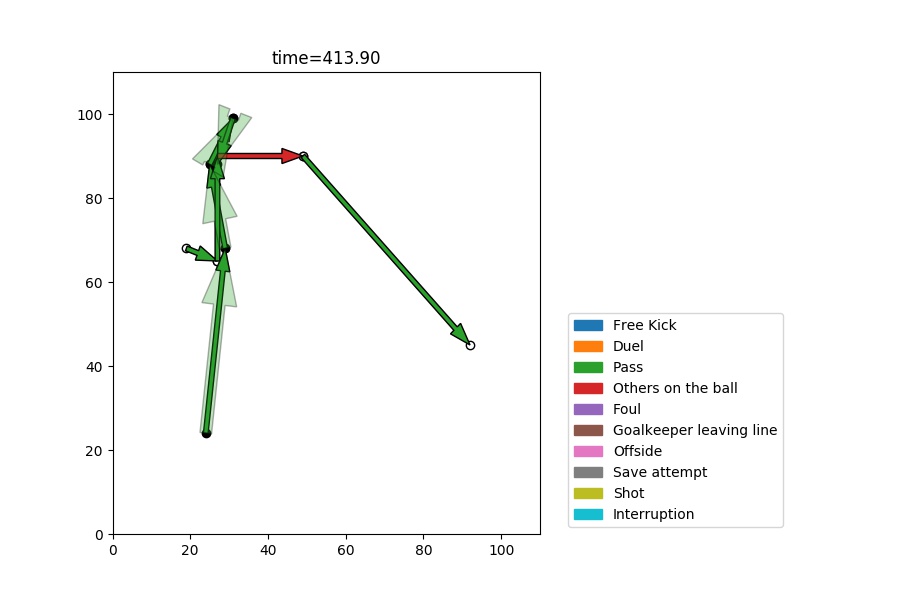 time=413.90
100
80
60
40
20
0
0 20 40 60 80 100
Free Kick
Duel
Pass
Others on the ball
Foul
Goalkeeper leaving line
Offside
Save attempt
Shot
Interruption